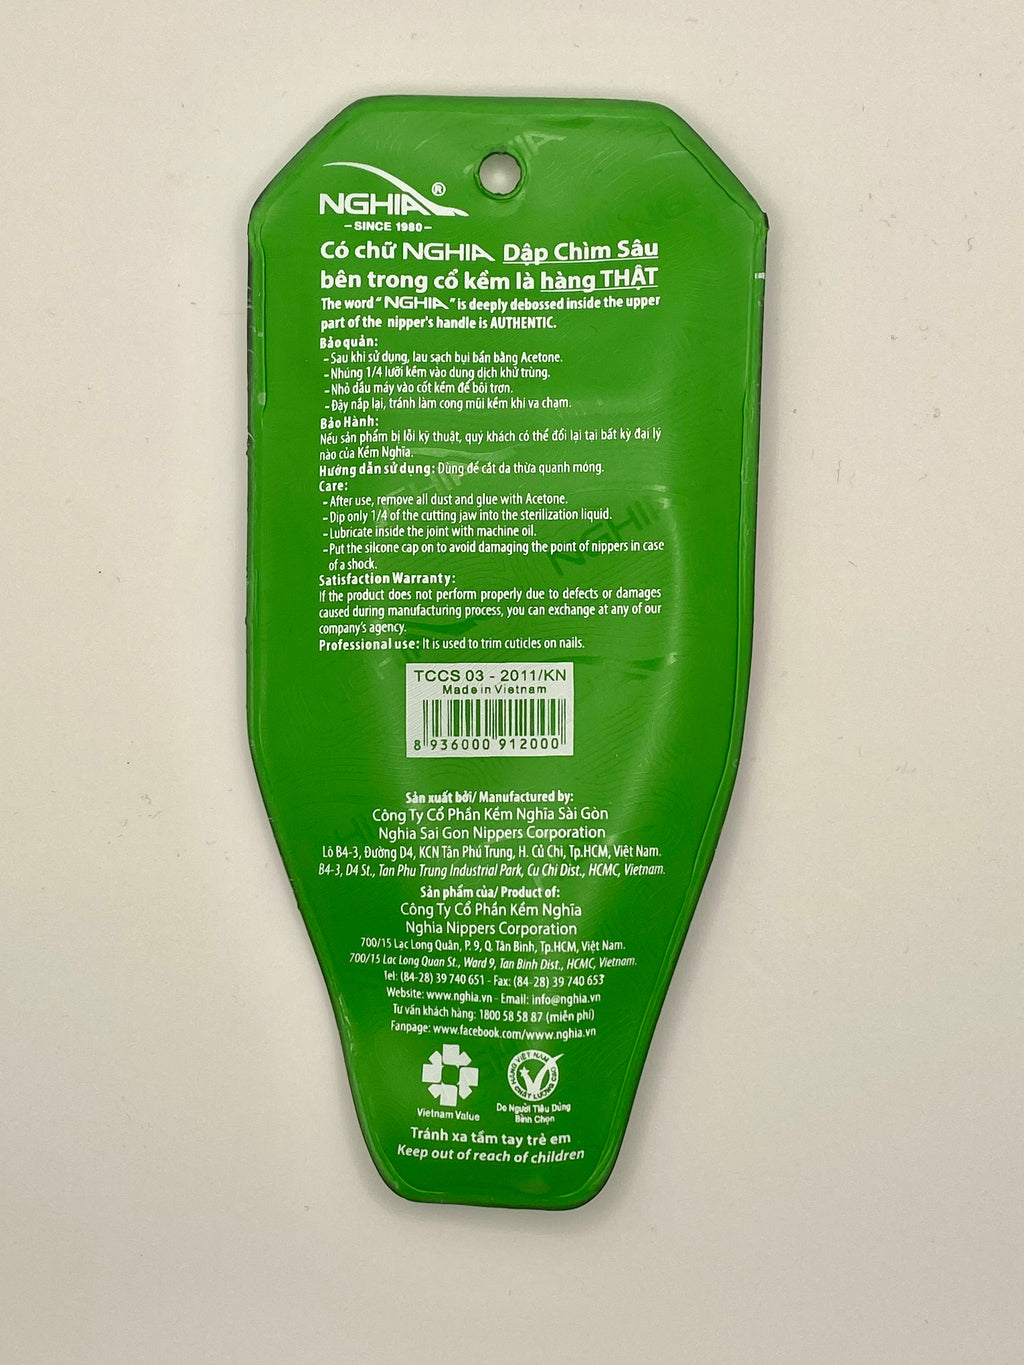 NGHIA®
–SINCE 1980–
Có chữ NGHIA Dập Chìm Sâu
bên trong cổ kềm là hàng THẬT
The word "NGHIA" is deeply debossed inside the upper
part of the nipper's handle is AUTHENTIC.
Bảo quản:
- Sau khi sử dụng, lau sạch bụi bẩn bằng Acetone.
- Nhúng 1/4 lưỡi kềm vào dung dịch khử trùng.
- Nhỏ dầu máy vào cốt kềm để bôi trơn.
- Đậy nắp lại, tránh làm cong mũi kềm khi va chạm.
Bảo Hành:
Nếu sản phẩm bị lỗi kỹ thuật, quý khách có thể đổi lại tại bất kỳ đại lý
nào của Kềm Nghĩa.
Hướng dẫn sử dụng: Dùng để cắt da thừa quanh móng.
Care:
- After use, remove all dust and glue with Acetone.
- Dip only 1/4 of the cutting jaw into the sterilization liquid.
- Lubricate inside the joint with machine oil.
- Put the silcone cap on to avoid damaging the point of nippers in case
of a shock.
Satisfaction Warranty:
If the product does not perform properly due to defects or damages
caused during manufacturing process, you can exchange at any of our
company's agency.
Professional use: It is used to trim cuticles on nails.
TCCS 03 - 2011/KN
Made in Vietnam
8 936000 912000
Sản xuất bởi/ Manufactured by:
Công Ty Cổ Phần Kềm Nghĩa Sài Gòn
Nghia Sai Gon Nippers Corporation
Lô B4-3, Đường D4, KCN Tân Phú Trung, H. Củ Chi, Tp.HCM, Việt Nam.
B4-3, D4 St., Tan Phu Trung Industrial Park, Cu Chi Dist., HCMC, Vietnam.
Sản phẩm của/ Product of:
Công Ty Cổ Phần Kềm Nghĩa
Nghia Nippers Corporation
700/15 Lạc Long Quân, P. 9, Q. Tân Bình, Tp.HCM, Việt Nam.
700/15 Lac Long Quan St., Ward 9, Tan Binh Dist., HCMC, Vietnam.
Tel: (84-28) 39 740 651 - Fax: (84-28) 39 740 653
Website: www.nghia.vn - Email: info@nghia.vn
Tư vấn khách hàng: 1800 58 58 87 (miễn phí)
Fanpage: www.facebook.com/www.nghia.vn
HÀNG VIỆT NAM CHẤT LƯỢNG CAO
Vietnam Value
Do Người Tiêu Dùng
Bình Chọn
Tránh xa tầm tay trẻ em
Keep out of reach of children